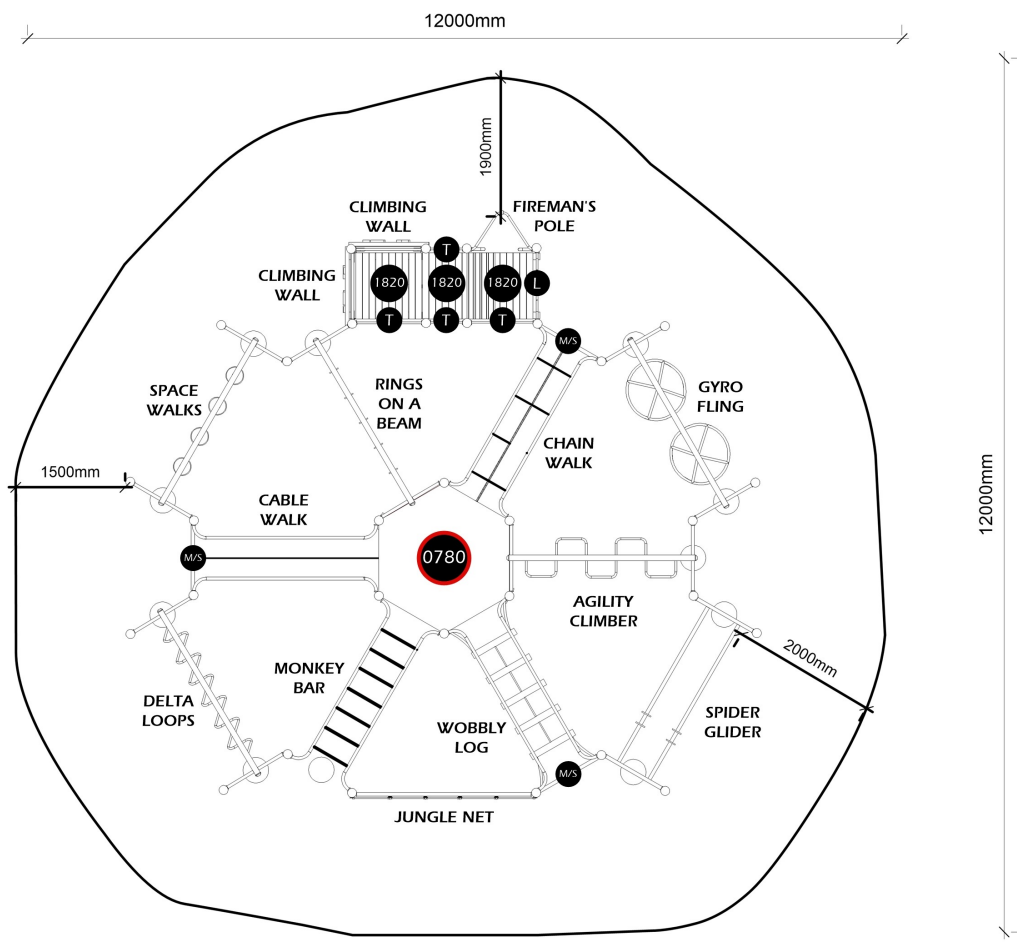 12000mm
12000mm
1900mm
CLIMBING
WALL
FIREMAN'S
POLE
CLIMBING
WALL
T
1820
1820
1820
L
T
T
T
M/S
SPACE
WALKS
RINGS
ON A
BEAM
GYRO
FLING
CHAIN
WALK
1500mm
CABLE
WALK
M/S
0780
AGILITY
CLIMBER
MONKEY
BAR
2000mm
DELTA
LOOPS
WOBBLY
LOG
SPIDER
GLIDER
M/S
JUNGLE NET